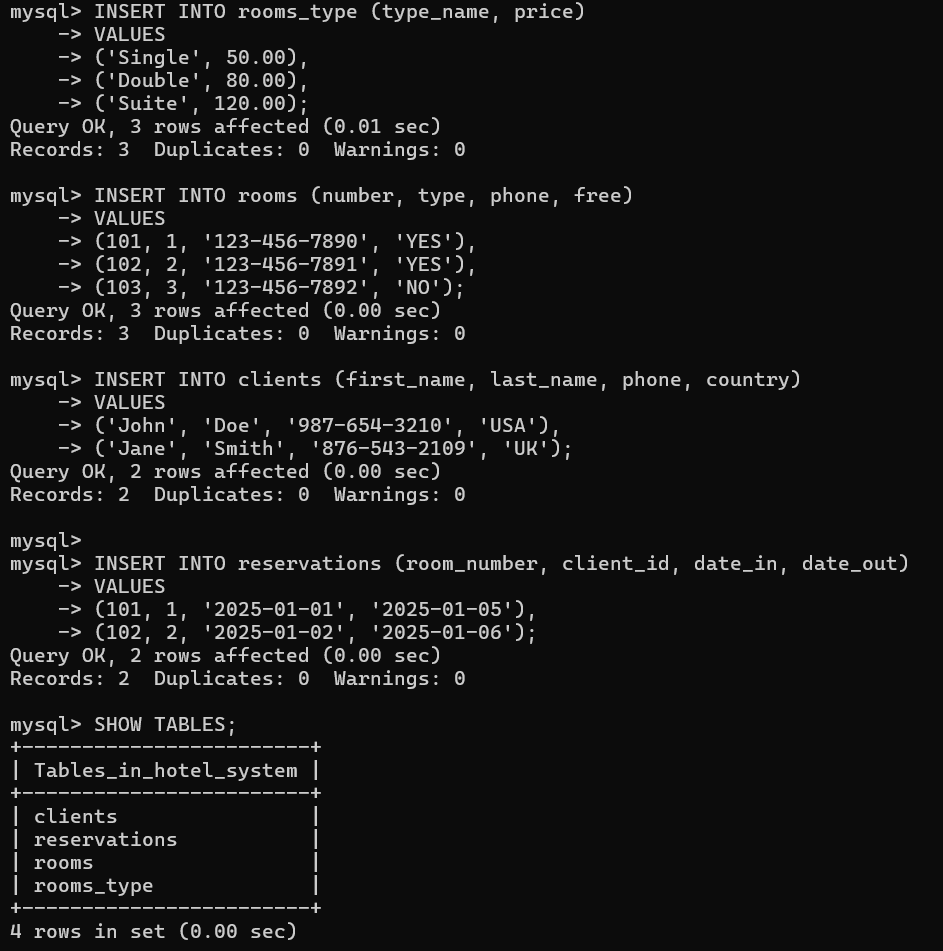 mysql> INSERT INTO rooms_type (type_name, price)
    -> VALUES
    -> ('Single', 50.00),
    -> ('Double', 80.00),
    -> ('Suite', 120.00);
Query OK, 3 rows affected (0.01 sec)
Records: 3  Duplicates: 0  Warnings: 0

mysql> INSERT INTO rooms (number, type, phone, free)
    -> VALUES
    -> (101, 1, '123-456-7890', 'YES'),
    -> (102, 2, '123-456-7891', 'YES'),
    -> (103, 3, '123-456-7892', 'NO');
Query OK, 3 rows affected (0.00 sec)
Records: 3  Duplicates: 0  Warnings: 0

mysql> INSERT INTO clients (first_name, last_name, phone, country)
    -> VALUES
    -> ('John', 'Doe', '987-654-3210', 'USA'),
    -> ('Jane', 'Smith', '876-543-2109', 'UK');
Query OK, 2 rows affected (0.00 sec)
Records: 2  Duplicates: 0  Warnings: 0

mysql>
mysql> INSERT INTO reservations (room_number, client_id, date_in, date_out)
    -> VALUES
    -> (101, 1, '2025-01-01', '2025-01-05'),
    -> (102, 2, '2025-01-02', '2025-01-06');
Query OK, 2 rows affected (0.00 sec)
Records: 2  Duplicates: 0  Warnings: 0

mysql> SHOW TABLES;
+------------------------+
| Tables_in_hotel_system |
+------------------------+
| clients                |
| reservations           |
| rooms                  |
| rooms_type             |
+------------------------+
4 rows in set (0.00 sec)